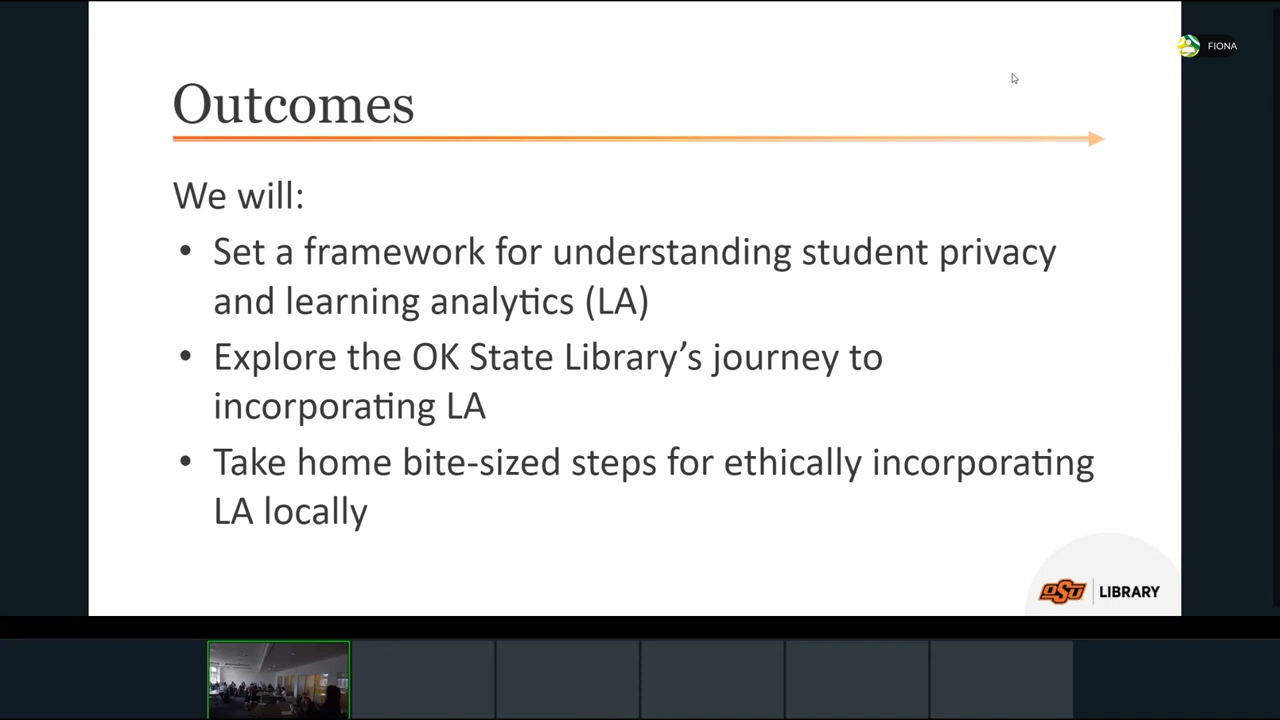 FIONA
Outcomes
We will:
• Set a framework for understanding student privacy
and learning analytics (LA)
• Explore the OK State Library’s journey to
incorporating LA
• Take home bite-sized steps for ethically incorporating
LA locally
OSU LIBRARY